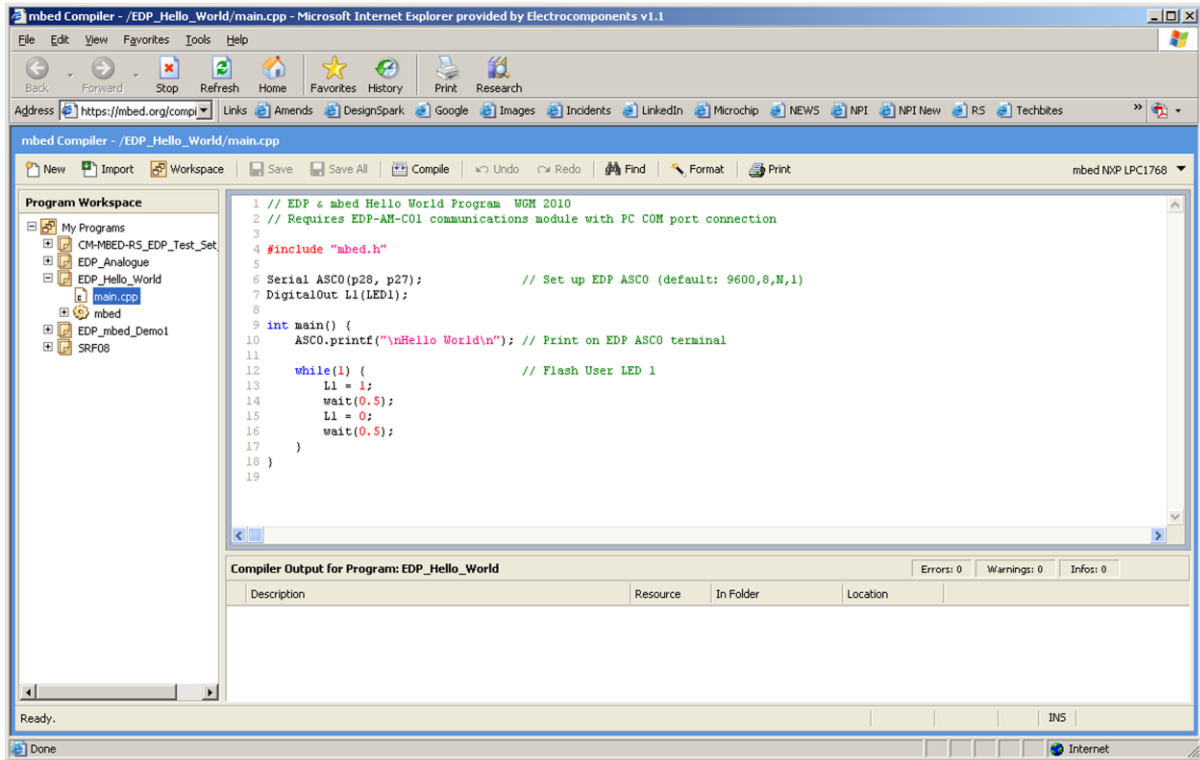 mbed Compiler - /EDP_Hello_World/main.cpp - Microsoft Internet Explorer provided by Electrocomponents v1.1
File Edit View Favorites Tools Help
Back Forward Stop Refresh Home Favorites History Print Research
Address https://mbed.org/compi Links Amends DesignSpark Google Images Incidents LinkedIn Microchip NEWS NPI NPI New RS Techbites »
mbed Compiler - /EDP_Hello_World/main.cpp
New Import Workspace Save Save All Compile Undo Redo Find Format Print mbed NXP LPC1768
Program Workspace
My Programs
CM-MBED-RS_EDP_Test_Set
EDP_Analogue
EDP_Hello_World
main.cpp
mbed
EDP_mbed_Demo1
SRF08
1 // EDP & mbed Hello World Program WGM 2010
2 // Requires EDP-AM-CO1 communications module with PC COM port connection
3
4 #include "mbed.h"
5
6 Serial ASC0(p28, p27); // Set up EDP ASC0 (default: 9600,8,N,1)
7 DigitalOut L1(LED1);
8
9 int main() {
10 ASC0.printf("\nHello World\n"); // Print on EDP ASC0 terminal
11
12 while(1) { // Flash User LED 1
13 L1 = 1;
14 wait(0.5);
15 L1 = 0;
16 wait(0.5);
17 }
18 }
19
Compiler Output for Program: EDP_Hello_World Errors: 0 Warnings: 0 Infos: 0
Description Resource In Folder Location
Ready. INS
Done Internet